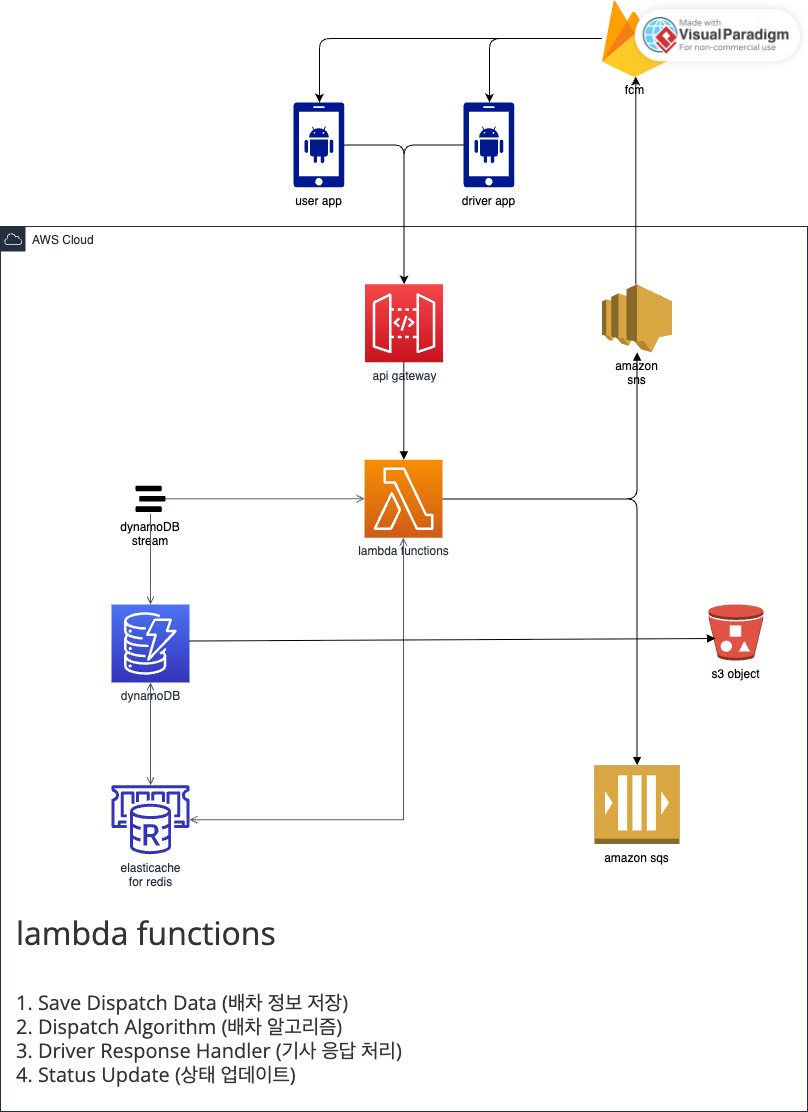 Made with
VisualParadigm
For non-commercial use
fcm
user app
driver app
AWS Cloud
api gateway
amazon
sns
lambda functions
dynamoDB
stream
dynamoDB
s3 object
elasticache
for redis
amazon sqs
R
lambda functions
1. Save Dispatch Data (배차 정보 저장)
2. Dispatch Algorithm (배차 알고리즘)
3. Driver Response Handler (기사 응답 처리)
4. Status Update (상태 업데이트)